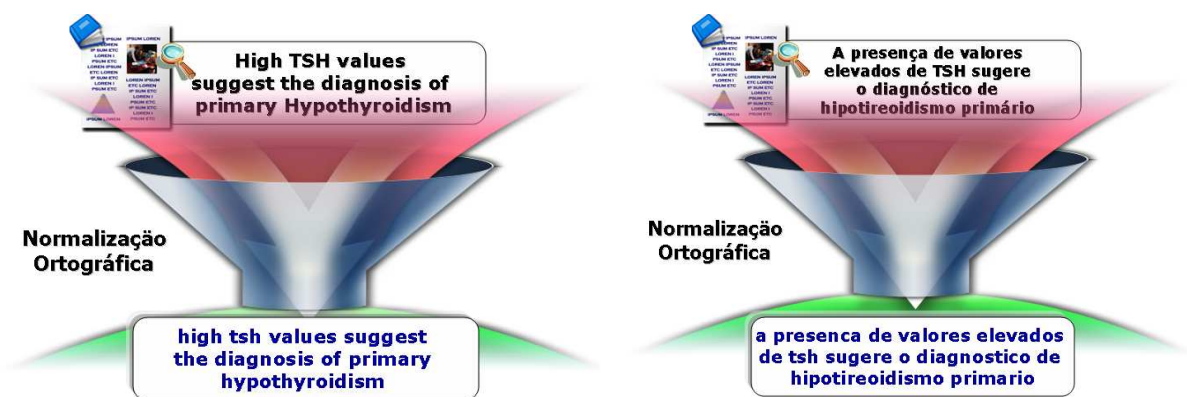 High TSH values
suggest the diagnosis of
primary Hypothyroidism
Normalizaçäo
Ortográfica
high tsh values suggest
the diagnosis of primary
hypothyroidism
A presença de valores
elevados de TSH sugere
o diagnóstico de
hipotireoidismo primário
Normalização
Ortográfica
a presenca de valores elevados
de tsh sugere o diagnostico de
hipotireoidismo primario